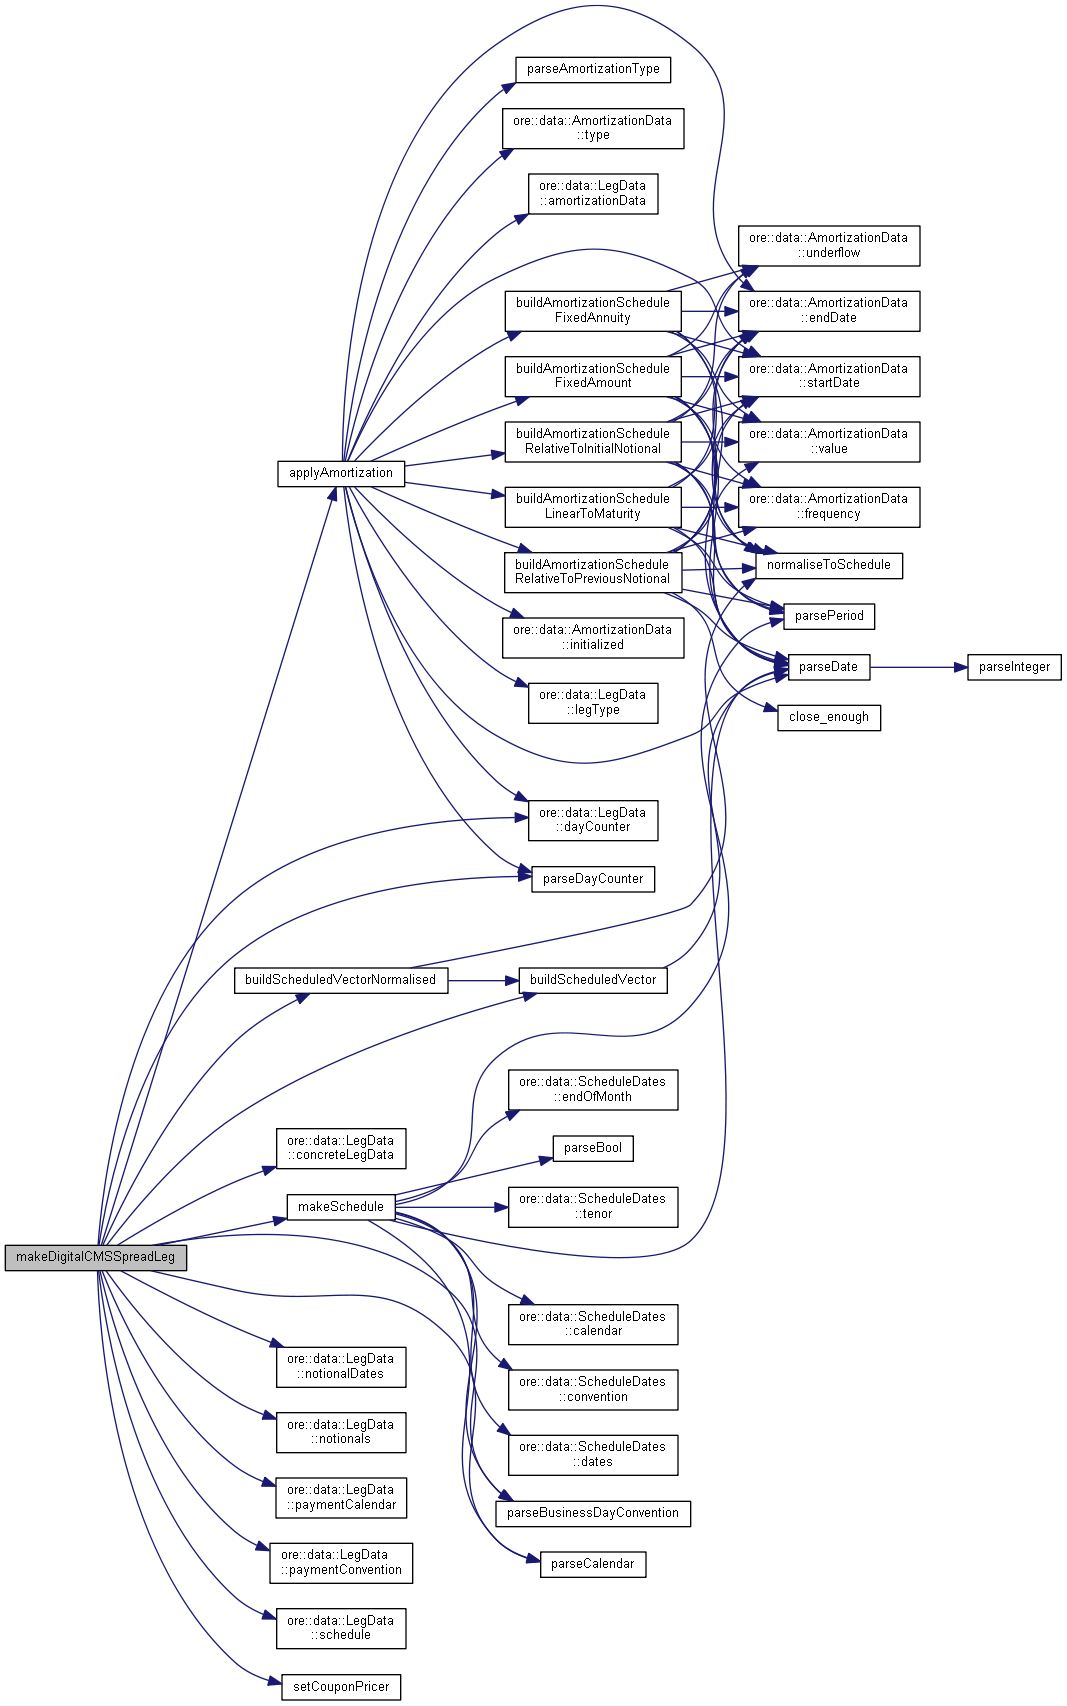 parseAmortizationType
ore::data::AmortizationData
::type
ore::data::LegData
::amortizationData
ore::data::AmortizationData
::underflow
buildAmortizationSchedule
FixedAnnuity
ore::data::AmortizationData
::endDate
buildAmortizationSchedule
FixedAmount
ore::data::AmortizationData
::startDate
buildAmortizationSchedule
RelativeToInitialNotional
ore::data::AmortizationData
::value
applyAmortization
buildAmortizationSchedule
LinearToMaturity
ore::data::AmortizationData
::frequency
buildAmortizationSchedule
RelativeToPreviousNotional
normaliseToSchedule
parsePeriod
ore::data::AmortizationData
::initialized
parseDate
parseInteger
ore::data::LegData
::legType
close_enough
ore::data::LegData
::dayCounter
parseDayCounter
buildScheduledVectorNormalised
buildScheduledVector
ore::data::ScheduleDates
::endOfMonth
ore::data::LegData
::concreteLegData
parseBool
makeSchedule
ore::data::ScheduleDates
::tenor
makeDigitalCMSSpreadLeg
ore::data::ScheduleDates
::calendar
ore::data::LegData
::notionalDates
ore::data::ScheduleDates
::convention
ore::data::LegData
::notionals
ore::data::ScheduleDates
::dates
ore::data::LegData
::paymentCalendar
parseBusinessDayConvention
ore::data::LegData
::paymentConvention
parseCalendar
ore::data::LegData
::schedule
setCouponPricer